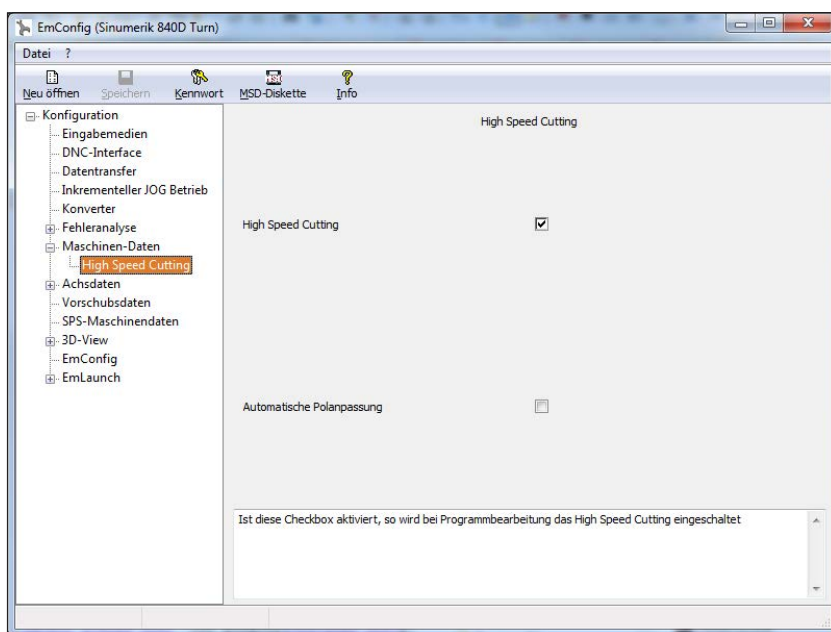 EmConfig (Sinumerik 840D Turn)
Datei ?
Neu öffnen Speichern Kennwort MSD-Diskette Info
Konfiguration
Eingabemedien
DNC-Interface
Datentransfer
Inkrementeller JOG Betrieb
Konverter
Fehleranalyse
Maschinen-Daten
High Speed Cutting
Achsdaten
Vorschubsdaten
SPS-Maschinendaten
3D-View
EmConfig
EmLaunch
High Speed Cutting
High Speed Cutting
Automatische Polanpassung
Ist diese Checkbox aktiviert, so wird bei Programmbearbeitung das High Speed Cutting eingeschaltet